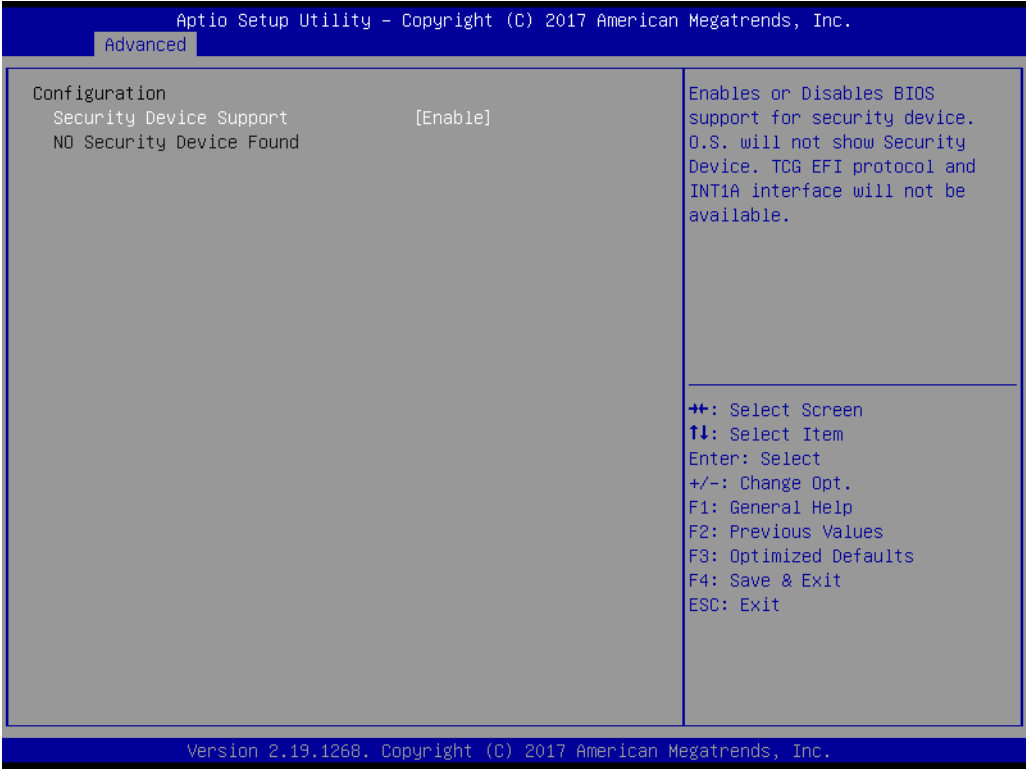 Aptio Setup Utility – Copyright (C) 2017 American Megatrends, Inc.
Advanced
Configuration
Security Device Support [Enable]
NO Security Device Found
Enables or Disables BIOS
support for security device.
O.S. will not show Security
Device. TCG EFI protocol and
INT1A interface will not be
available.
→←: Select Screen
↑↓: Select Item
Enter: Select
+/-: Change Opt.
F1: General Help
F2: Previous Values
F3: Optimized Defaults
F4: Save & Exit
ESC: Exit
Version 2.19.1268. Copyright (C) 2017 American Megatrends, Inc.